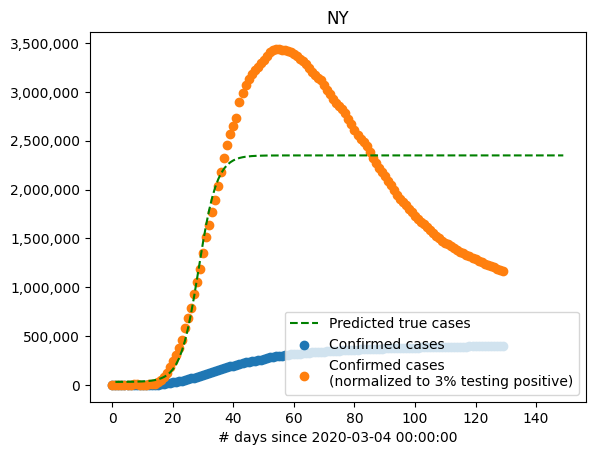 NY
3,500,000
3,000,000
2,500,000
2,000,000
1,500,000
1,000,000
500,000
0
Predicted true cases
Confirmed cases
Confirmed cases
(normalized to 3% testing positive)
0 20 40 60 80 100 120 140
# days since 2020-03-04 00:00:00